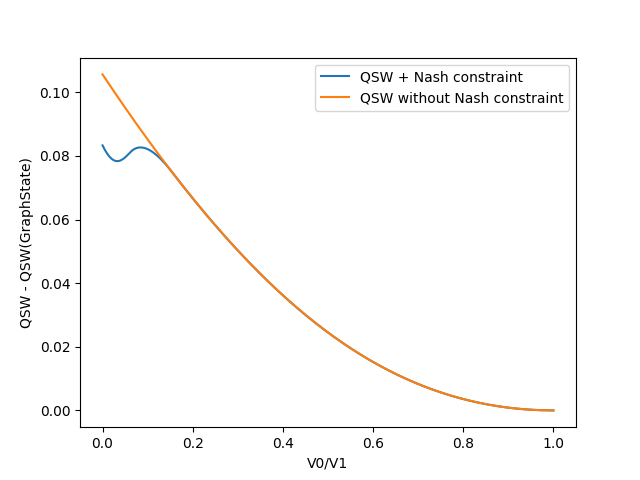 QSW + Nash constraint
QSW without Nash constraint
0.10
0.08
0.06
0.04
0.02
0.00
QSW - QSW(GraphState)
0.0 0.2 0.4 0.6 0.8 1.0
V0/V1